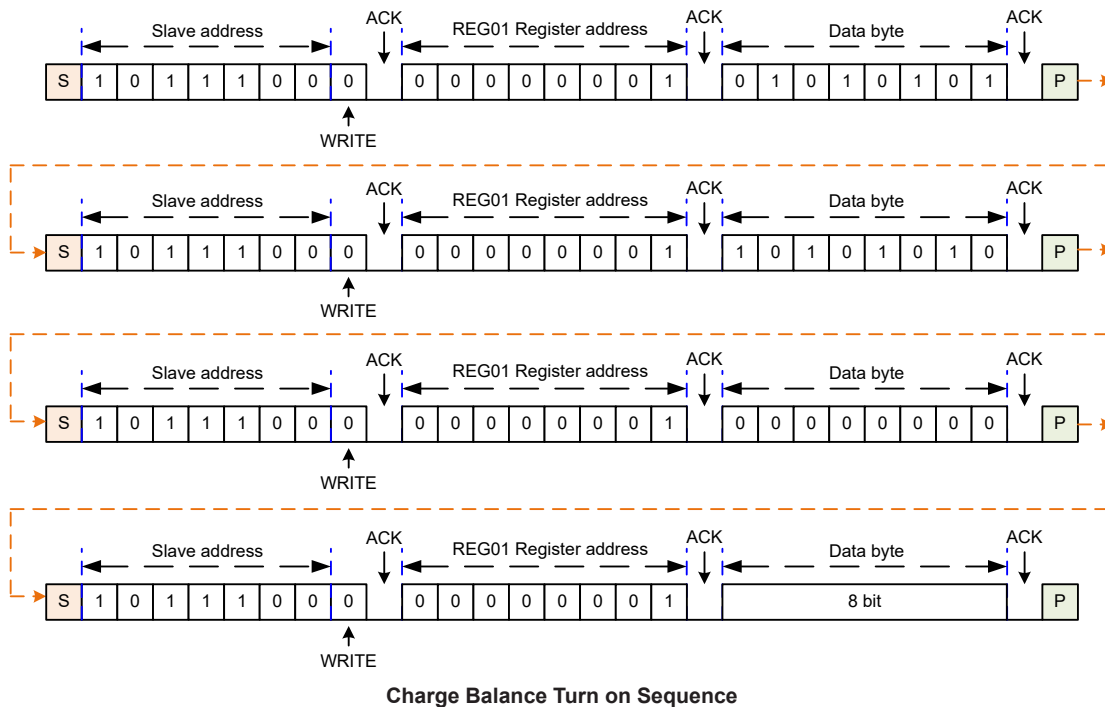 ACK ACK ACK
Slave address REG01 Register address Data byte
S 1 0 1 1 1 0 0 0 0 0 0 0 0 0 0 1 0 1 0 1 0 1 0 1 P
WRITE
ACK ACK ACK
Slave address REG01 Register address Data byte
S 1 0 1 1 1 0 0 0 0 0 0 0 0 0 0 1 1 0 1 0 1 0 1 0 P
WRITE
ACK ACK ACK
Slave address REG01 Register address Data byte
S 1 0 1 1 1 0 0 0 0 0 0 0 0 0 0 1 0 0 0 0 0 0 0 0 P
WRITE
ACK ACK ACK
Slave address REG01 Register address Data byte
S 1 0 1 1 1 0 0 0 0 0 0 0 0 0 0 1 8 bit P
WRITE
Charge Balance Turn on Sequence